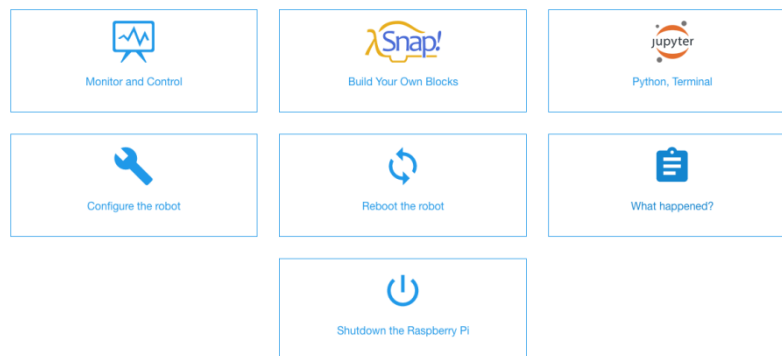 Snap!
jupyter
Monitor and Control
Build Your Own Blocks
Python, Terminal
Configure the robot
Reboot the robot
What happened?
Shutdown the Raspberry Pi